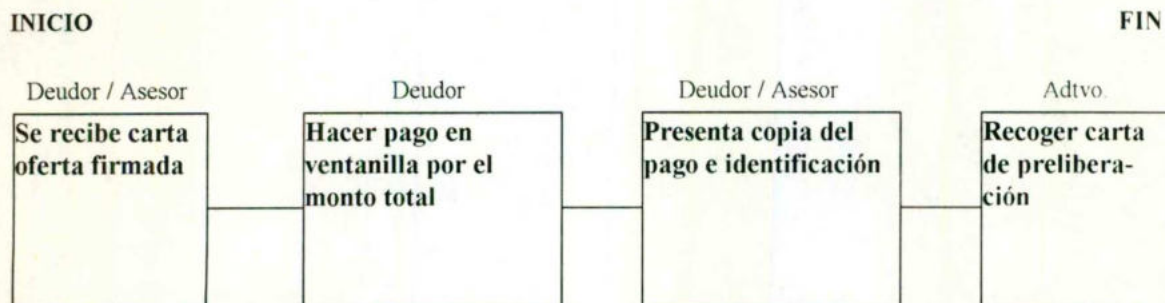 INICIO
FIN
Deudor / Asesor
Se recibe carta
oferta firmada
Deudor
Hacer pago en
ventanilla por el
monto total
Deudor / Asesor
Presenta copia del
pago e identificación
Adtvo.
Recoger carta
de prelibera-
ción